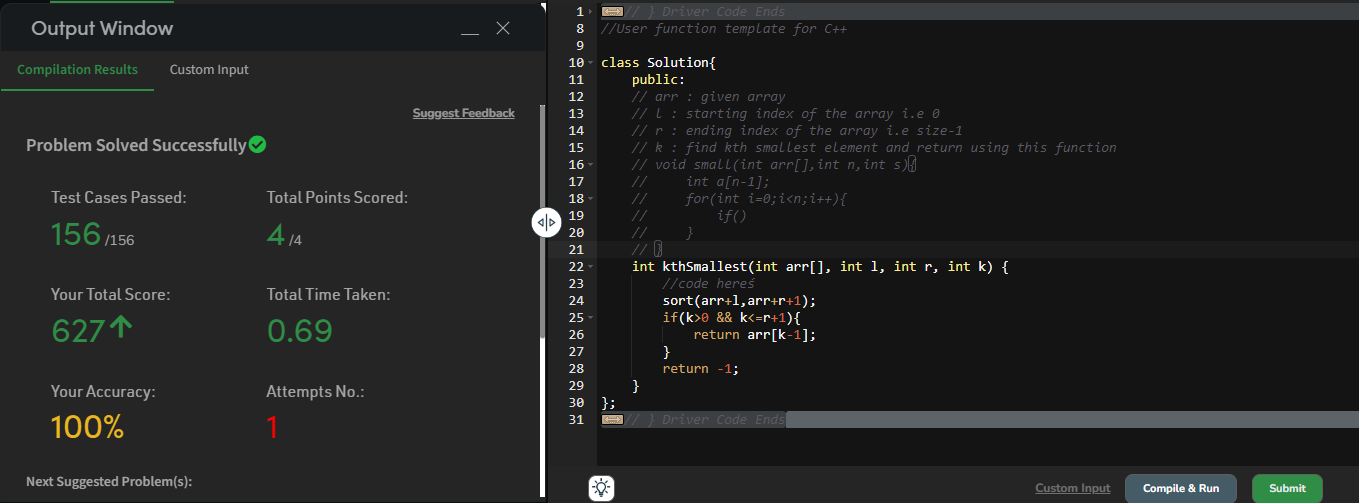 Output Window
Compilation Results Custom Input
Suggest Feedback
Problem Solved Successfully
Test Cases Passed: Total Points Scored:
156 /156 4 /4
Your Total Score: Total Time Taken:
627 0.69
Your Accuracy: Attempts No.:
100% 1
Next Suggested Problem(s):
1 // } Driver Code Ends
8 //User function template for C++
9
10 class Solution{
11 public:
12 // arr : given array
13 // l : starting index of the array i.e 0
14 // r : ending index of the array i.e size-1
15 // k : find kth smallest element and return using this function
16 // void small(int arr[],int n,int s){
17 // int a[n-1];
18 // for(int i=0;i<n;i++){
19 // if()
20 // }
21 // }
22 int kthSmallest(int arr[], int l, int r, int k) {
23 //code hereś
24 sort(arr+l,arr+r+1);
25 if(k>0 && k<=r+1){
26 return arr[k-1];
27 }
28 return -1;
29 }
30 };
31 // } Driver Code Ends
Custom Input Compile & Run Submit